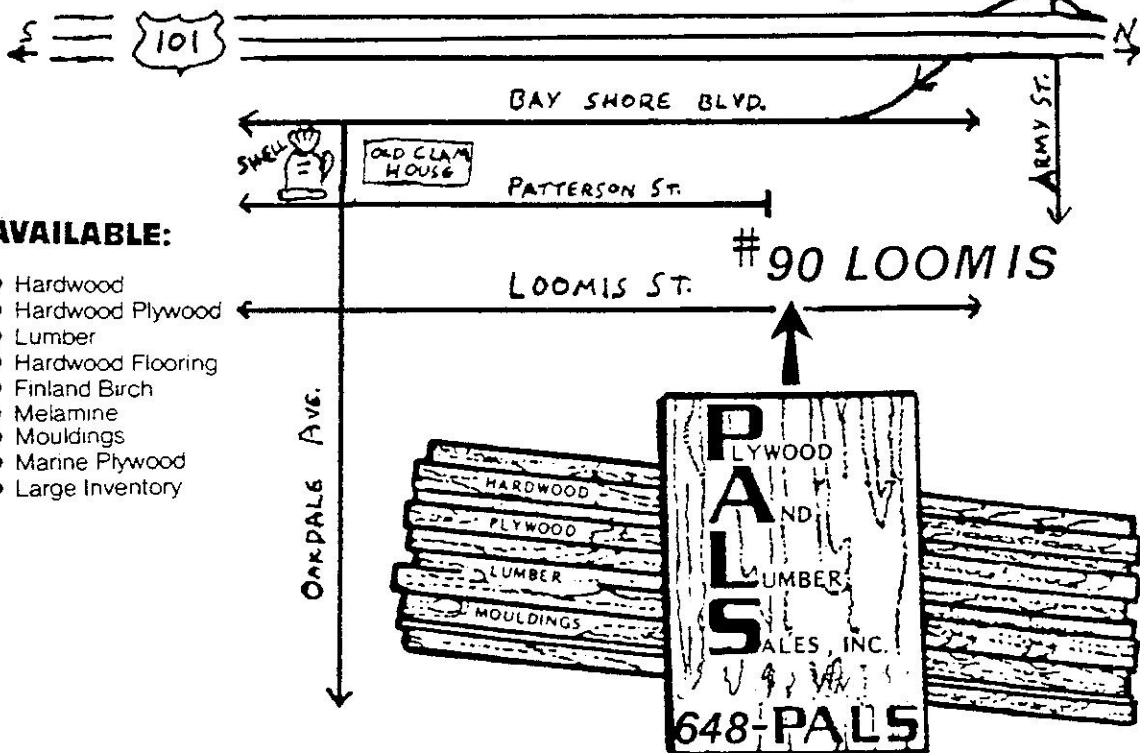 S
101
N
BAY SHORE BLVD.
ARMY ST.
SHELL
OLD CLAM
HOUSE
PATTERSON ST.
AVAILABLE:
#90 LOOMIS
LOOMIS ST.
Hardwood
Hardwood Plywood
Lumber
Hardwood Flooring
Finland Birch
Melamine
Mouldings
Marine Plywood
Large Inventory
OAKDALE AVE.
HARDWOOD
PLYWOOD
LUMBER
MOULDINGS
PLYWOOD
AND
LUMBER
SALES, INC.
648-PALS